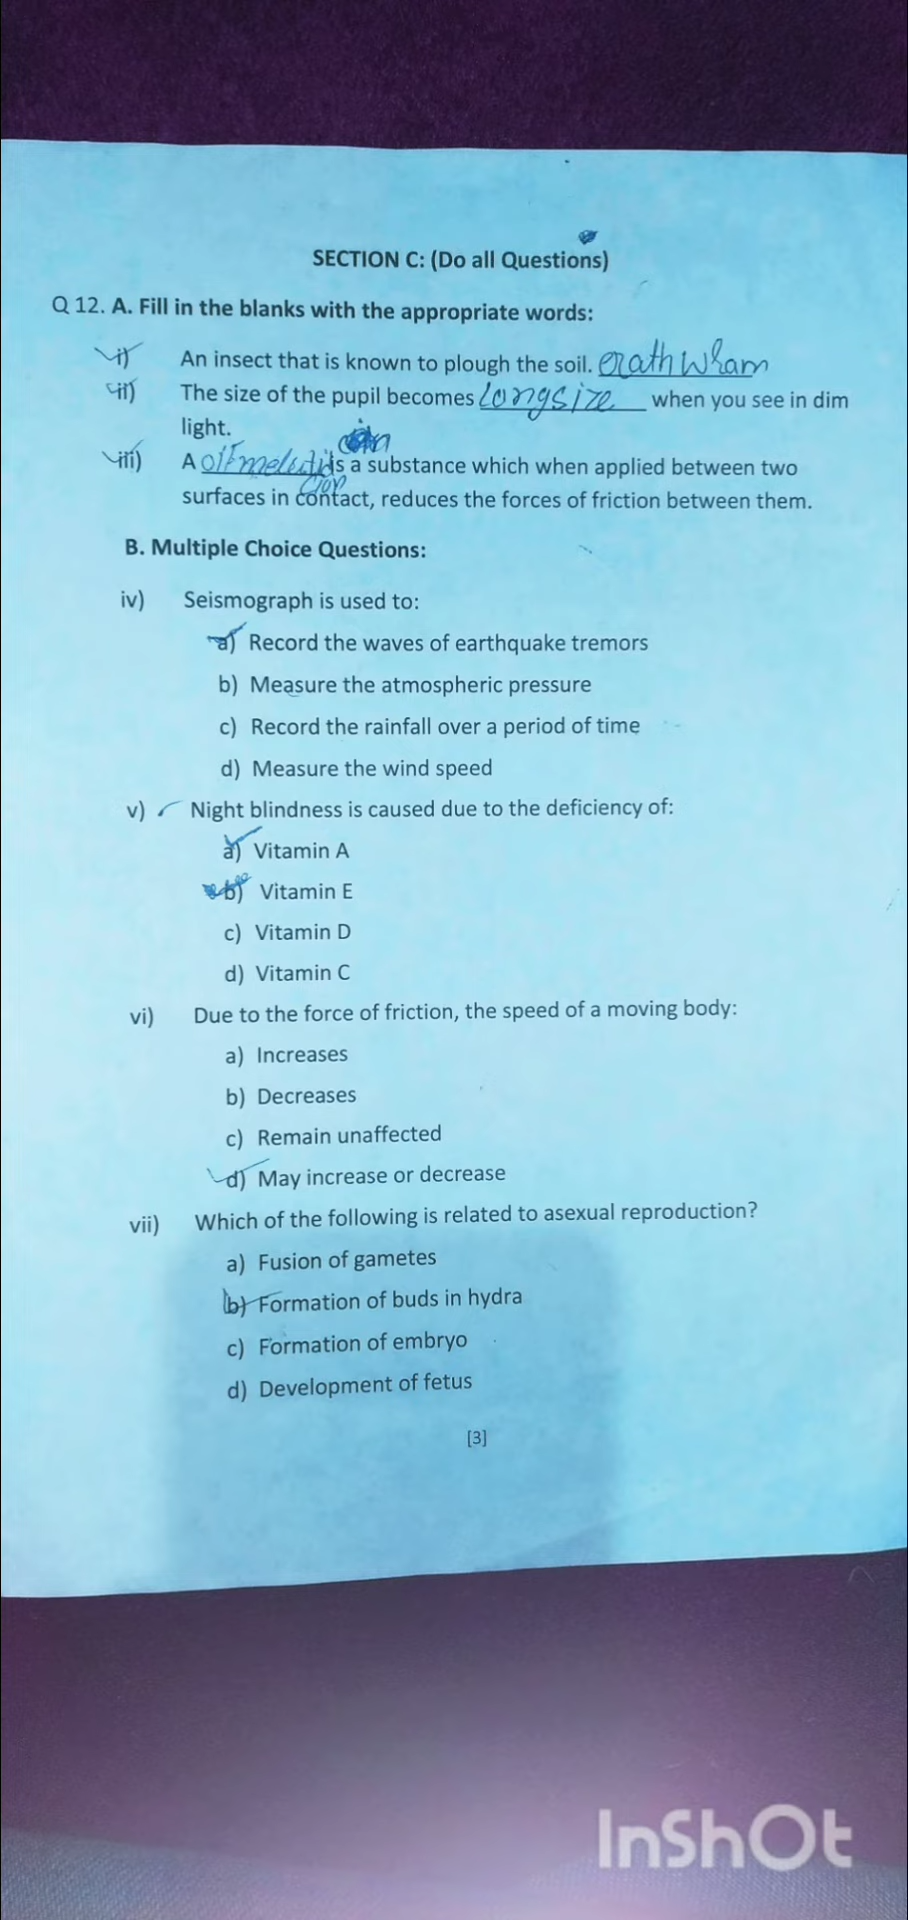 SECTION C: (Do all Questions)
Q 12. A. Fill in the blanks with the appropriate words:
i) An insect that is known to plough the soil. erathwham
ii) The size of the pupil becomes longsize when you see in dim
light.
iii) A is a substance which when applied between two
surfaces in contact, reduces the forces of friction between them.
B. Multiple Choice Questions:
iv) Seismograph is used to:
a) Record the waves of earthquake tremors
b) Measure the atmospheric pressure
c) Record the rainfall over a period of time
d) Measure the wind speed
v) Night blindness is caused due to the deficiency of:
a) Vitamin A
b) Vitamin E
c) Vitamin D
d) Vitamin C
vi) Due to the force of friction, the speed of a moving body:
a) Increases
b) Decreases
c) Remain unaffected
d) May increase or decrease
vii) Which of the following is related to asexual reproduction?
a) Fusion of gametes
b) Formation of buds in hydra
c) Formation of embryo
d) Development of fetus
[3]
InShOt